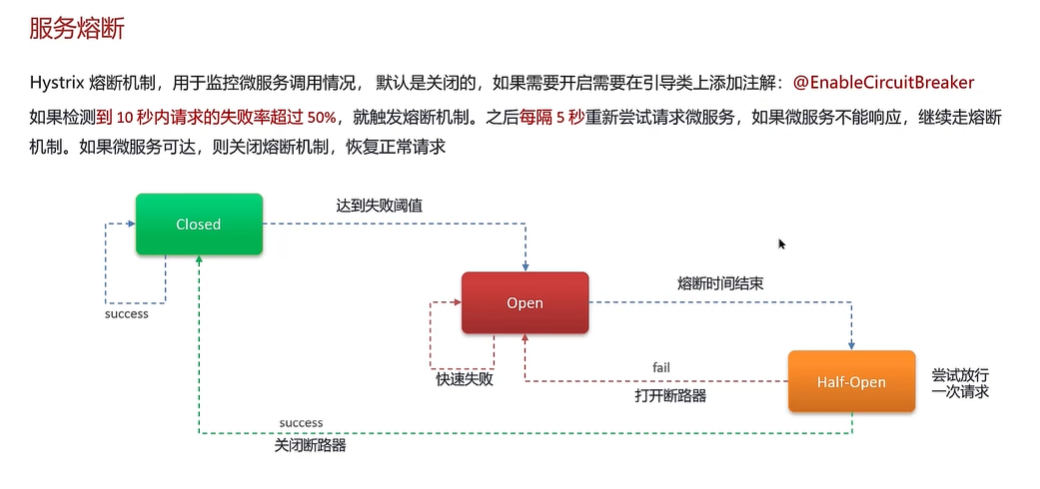 服务熔断
Hystrix 熔断机制，用于监控微服务调用情况， 默认是关闭的，如果需要开启需要在引导类上添加注解：@EnableCircuitBreaker
如果检测到 10 秒内请求的失败率超过 50%，就触发熔断机制。之后每隔 5 秒重新尝试请求微服务，如果微服务不能响应，继续走熔断
机制。如果微服务可达，则关闭熔断机制，恢复正常请求
达到失败阈值
Closed
熔断时间结束
Open
success
fail
快速失败
打开断路器
Half-Open
尝试放行
一次请求
success
关闭断路器